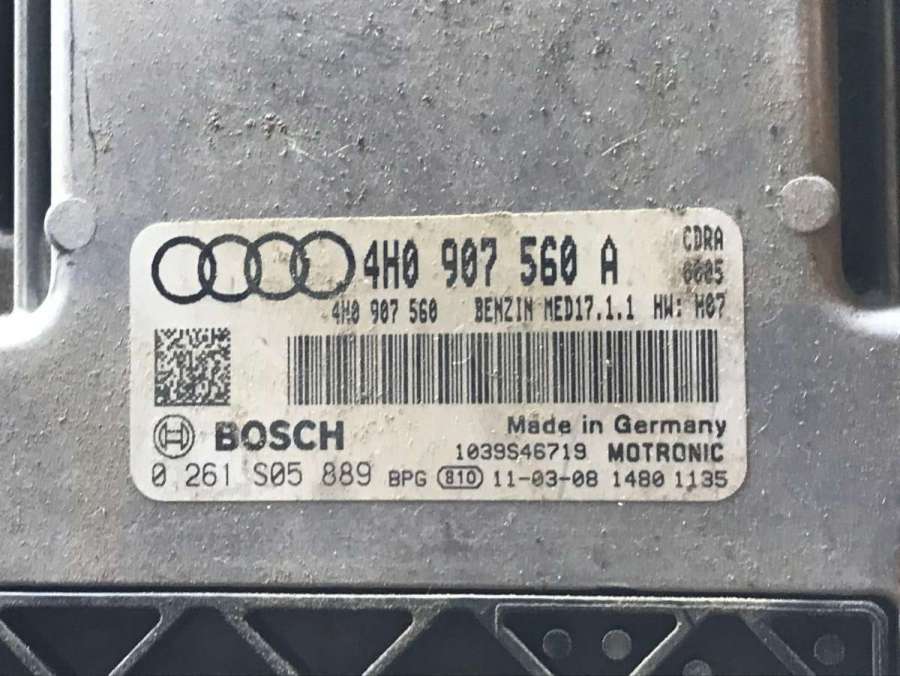 4H0 907 560 A CDRA
0605
4H0 907 560 BENZIN MED17.1.1 HW: H07
BOSCH Made in Germany
1039S46719 MOTRONIC
0 261 S05 889 BPG 810 11-03-08 1480 1135